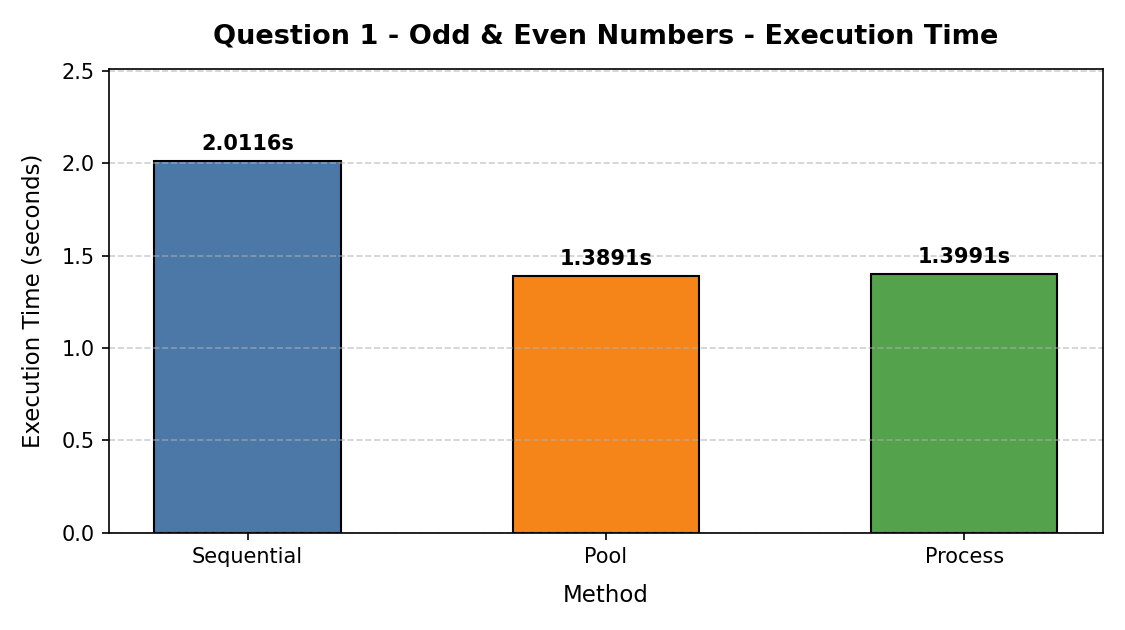 Question 1 - Odd & Even Numbers - Execution Time
Execution Time (seconds)
2.5
2.0
1.5
1.0
0.5
0.0
2.0116s
1.3891s
1.3991s
Sequential
Pool
Process
Method